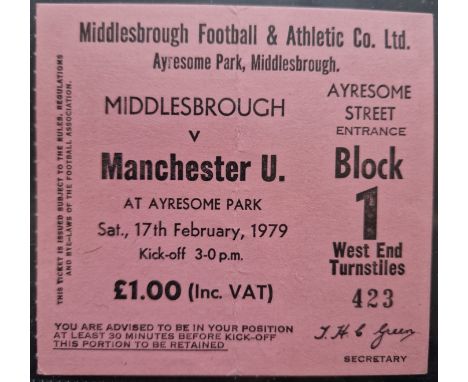 Middlesbrough Football & Athletic Co. Ltd.
Ayresome Park, Middlesbrough.
THIS TICKET IS ISSUED SUBJECT TO THE RULES, REGULATIONS
AND BYE-LAWS OF THE FOOTBALL ASSOCIATION.
MIDDLESBROUGH
v
Manchester U.
AT AYRESOME PARK
Sat., 17th February, 1979
Kick-off 3-0 p.m.
£1.00 (Inc. VAT)
YOU ARE ADVISED TO BE IN YOUR POSITION
AT LEAST 30 MINUTES BEFORE KICK-OFF
THIS PORTION TO BE RETAINED
AYRESOME
STREET
ENTRANCE
Block
1
West End
Turnstiles
423
T. H. C Green
SECRETARY